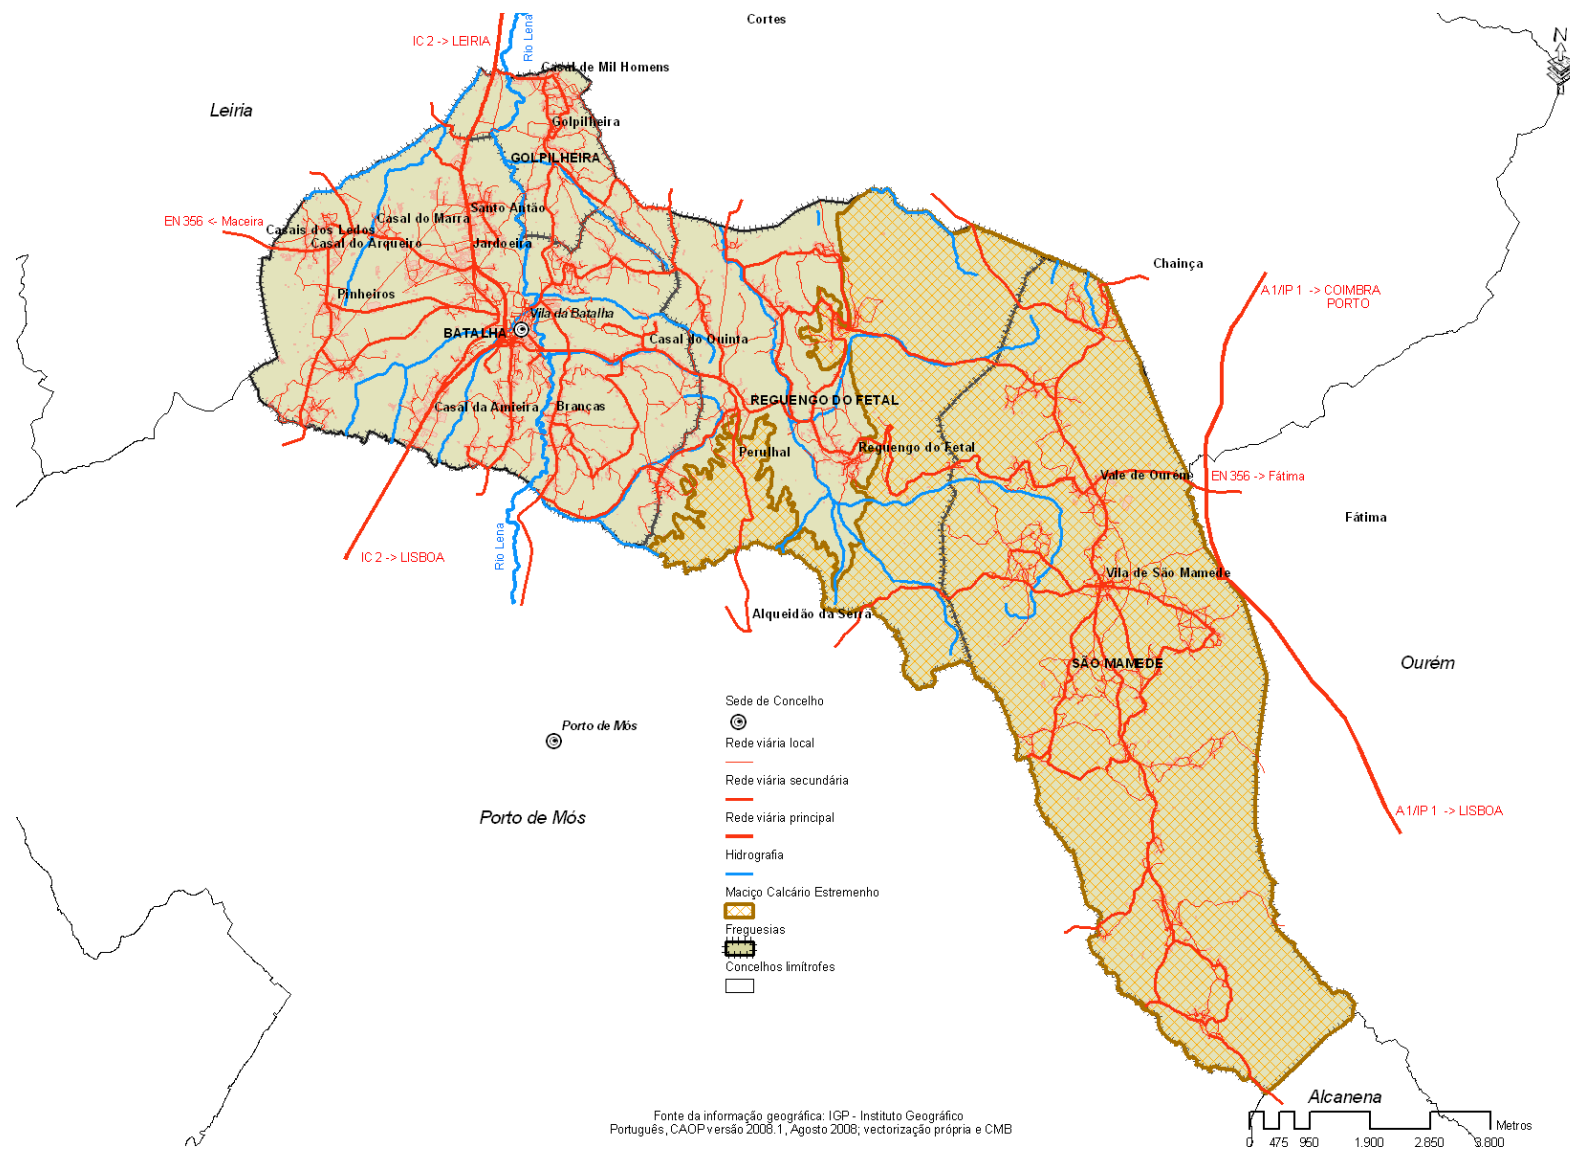 Cortes
N
IC 2 -> LEIRIA
Rio Lena
Casal de Mil Homens
Leiria
Golpilheira
GOLPILHEIRA
Santo Antão
EN 356 <- Maceira
Casal do Marra
Casais dos Ledos
Casal do Arqueiro
Jardoeira
Chainça
Pinheiros
A1/IP 1 -> COIMBRA
PORTO
Vila da Batalha
BATALHA
Casal do Quinta
REGUENGO DO FETAL
Casal da Amieira
Branças
Reguengo do Fetal
Perulhal
Vale de Ourém
EN 356 -> Fátima
Fátima
Rio Lena
IC 2 -> LISBOA
Vila de São Mamede
Alqueidão da Serra
SÃO MAMEDE
Ourém
Sede de Concelho
Porto de Mós
Rede viária local
Rede viária secundária
Porto de Mós
Rede viária principal
A1/IP 1 -> LISBOA
Hidrografia
Maciço Calcário Estremenho
Freguesias
Concelhos limítrofes
Alcanena
Fonte da informação geográfica: IGP - Instituto Geográfico
Português, CAOP versão 2008.1, Agosto 2008; vectorização própria e CMB
Metros
0 475 950 1.900 2.850 3.800